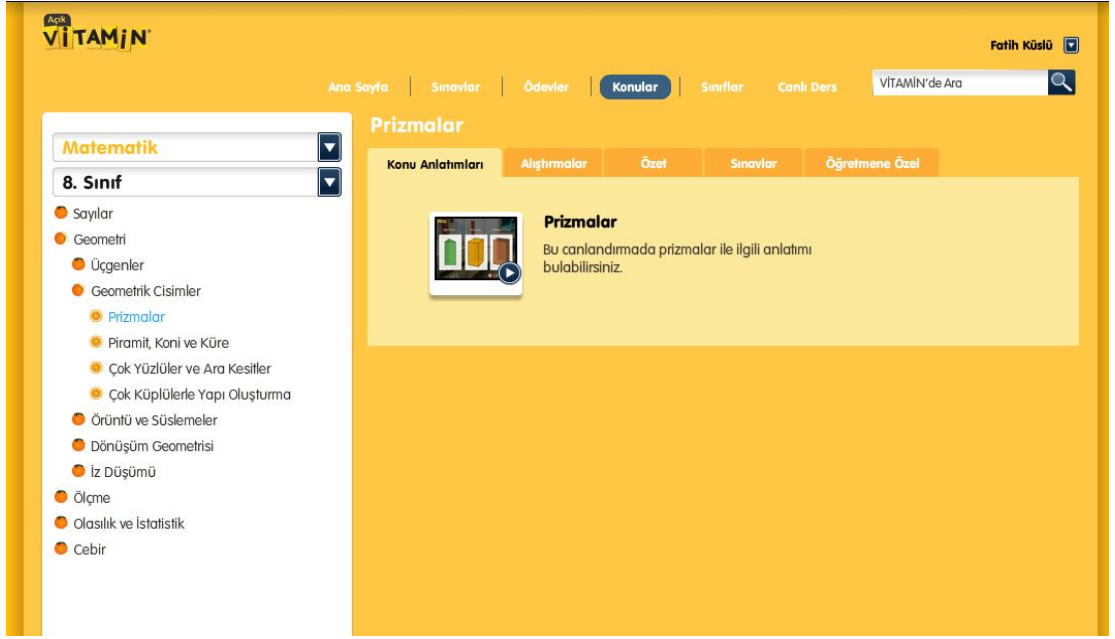 Açık
VİTAMİN
Fatih Küslü
Ana Sayfa
Sınavlar
Ödevler
Konular
Sınıflar
Canlı Ders
VİTAMİN'de Ara
Matematik
8. Sınıf
Sayılar
Geometri
Üçgenler
Geometrik Cisimler
Prizmalar
Piramit, Koni ve Küre
Çok Yüzlüler ve Ara Kesitler
Çok Küplülerle Yapı Oluşturma
Örüntü ve Süslemeler
Dönüşüm Geometrisi
İz Düşümü
Ölçme
Olasılık ve İstatistik
Cebir
Prizmalar
Konu Anlatımları
Alıştırmalar
Özet
Sınavlar
Öğretmene Özel
Prizmalar
Bu canlandırmada prizmalar ile ilgili anlatımı
bulabilirsiniz.